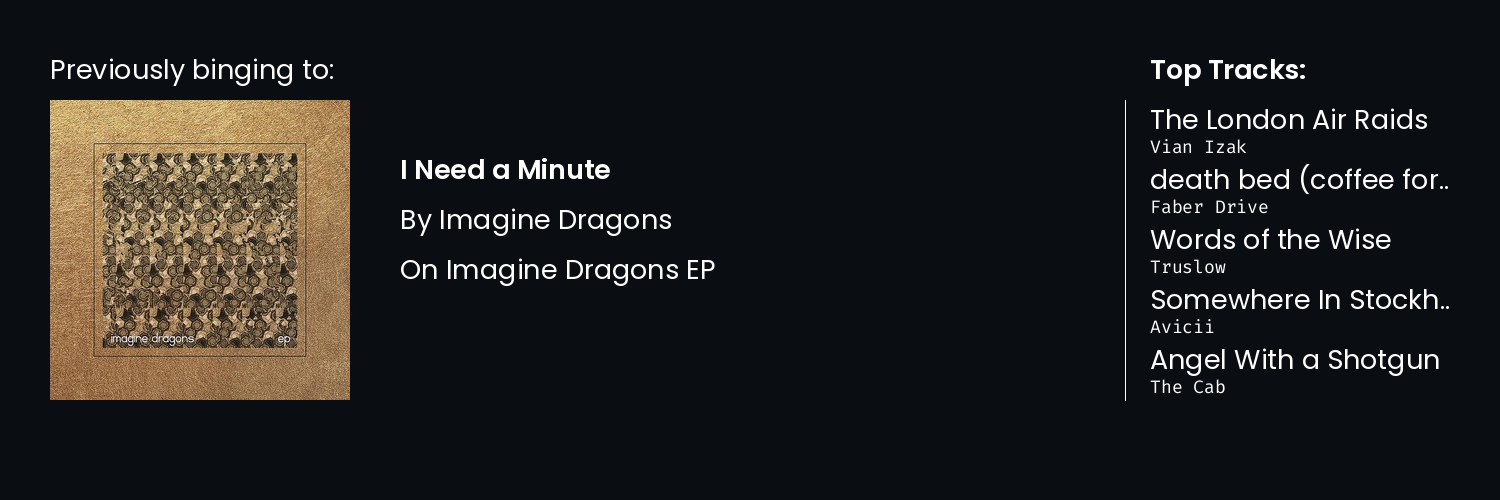 Previously binging to:
imagine dragons
ep
I Need a Minute
By Imagine Dragons
On Imagine Dragons EP
Top Tracks:
The London Air Raids
Vian Izak
death bed (coffee for..
Faber Drive
Words of the Wise
Truslow
Somewhere In Stockh..
Avicii
Angel With a Shotgun
The Cab